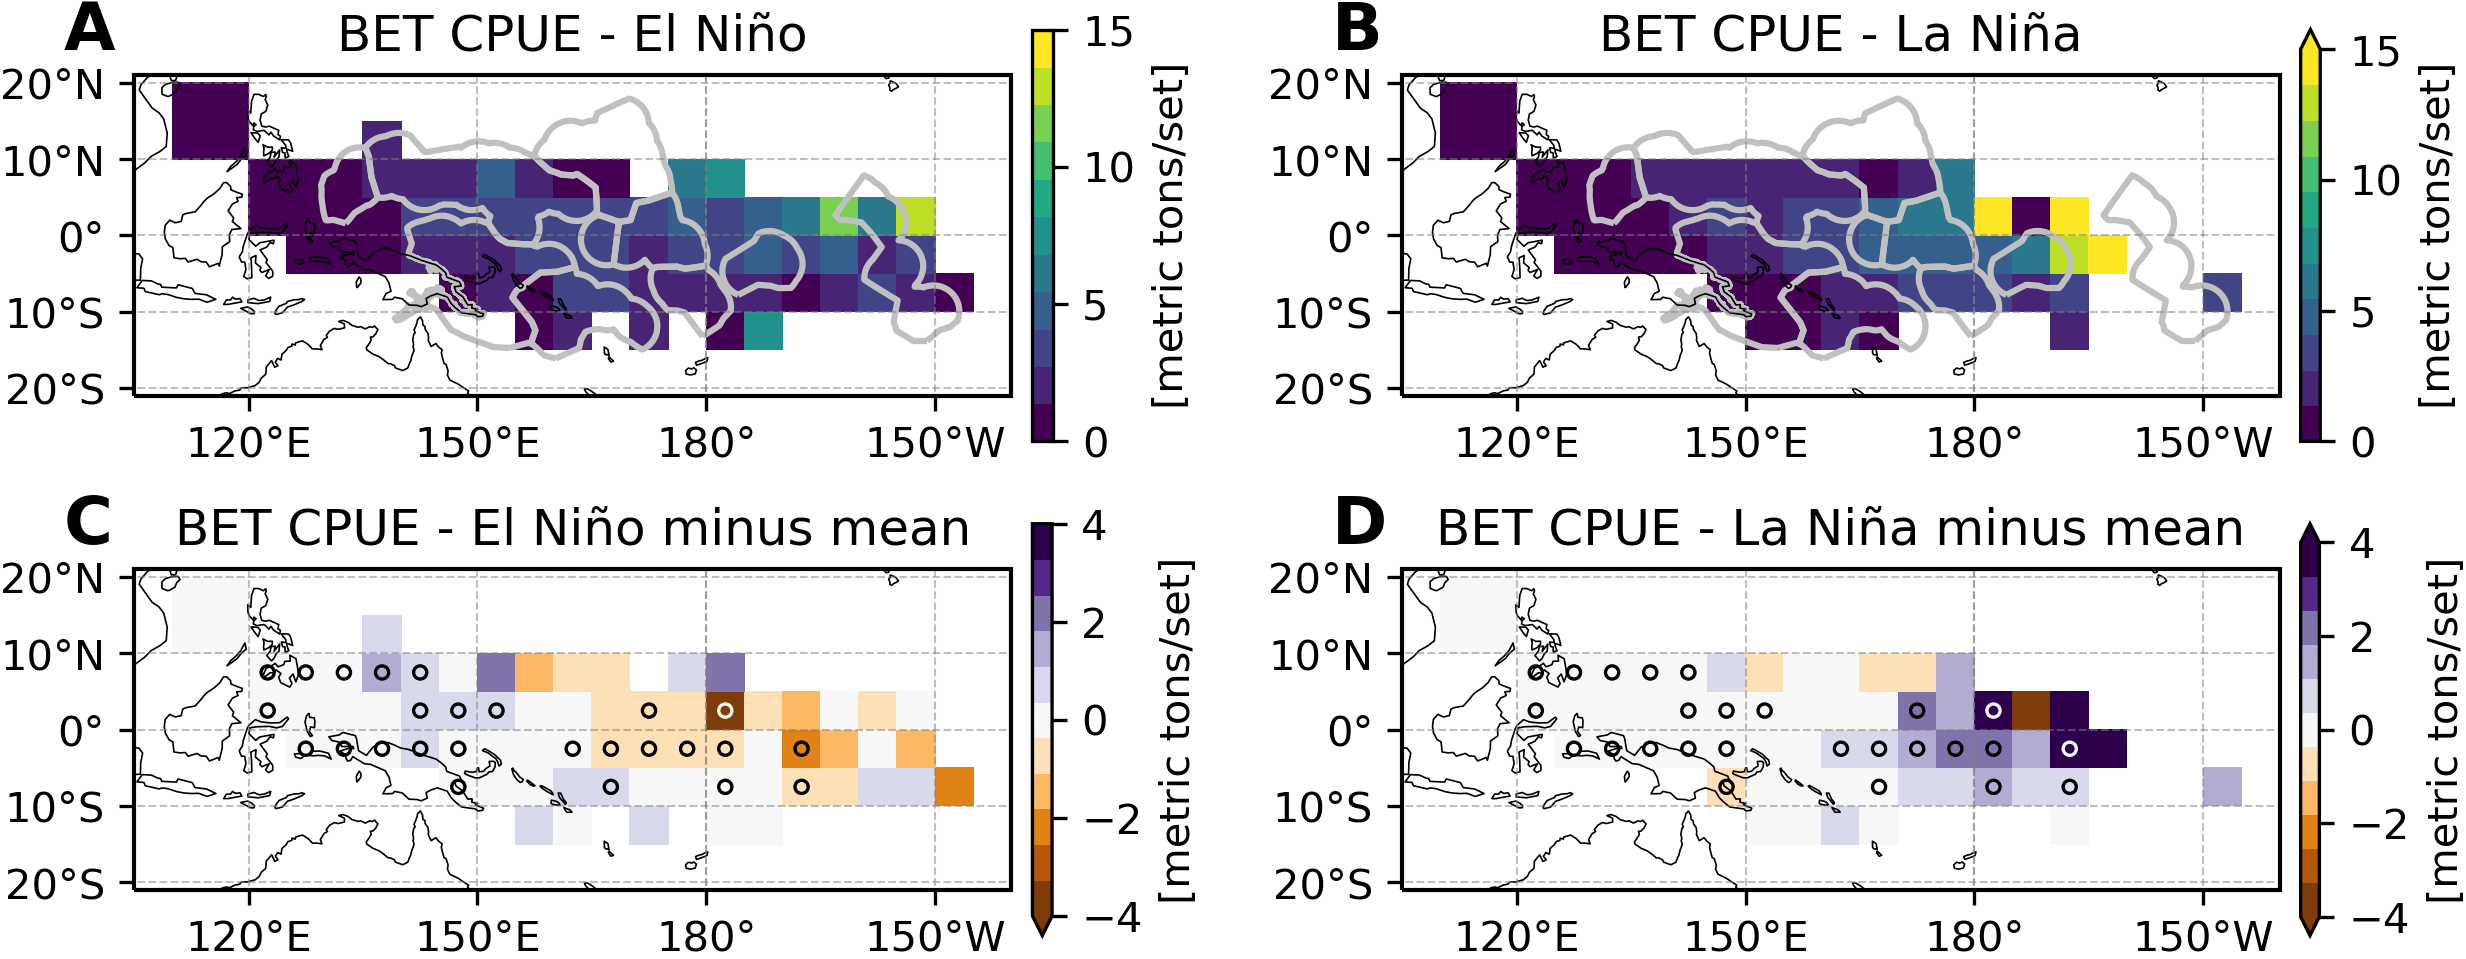 A
BET CPUE - El Niño
20°N
10°N
0°
10°S
20°S
120°E
150°E
180°
150°W
15
10
5
0
[metric tons/set]
B
BET CPUE - La Niña
20°N
10°N
0°
10°S
20°S
120°E
150°E
180°
150°W
15
10
5
0
[metric tons/set]
C
BET CPUE - El Niño minus mean
20°N
10°N
0°
10°S
20°S
120°E
150°E
180°
150°W
4
2
0
−2
−4
[metric tons/set]
D
BET CPUE - La Niña minus mean
20°N
10°N
0°
10°S
20°S
120°E
150°E
180°
150°W
4
2
0
−2
−4
[metric tons/set]